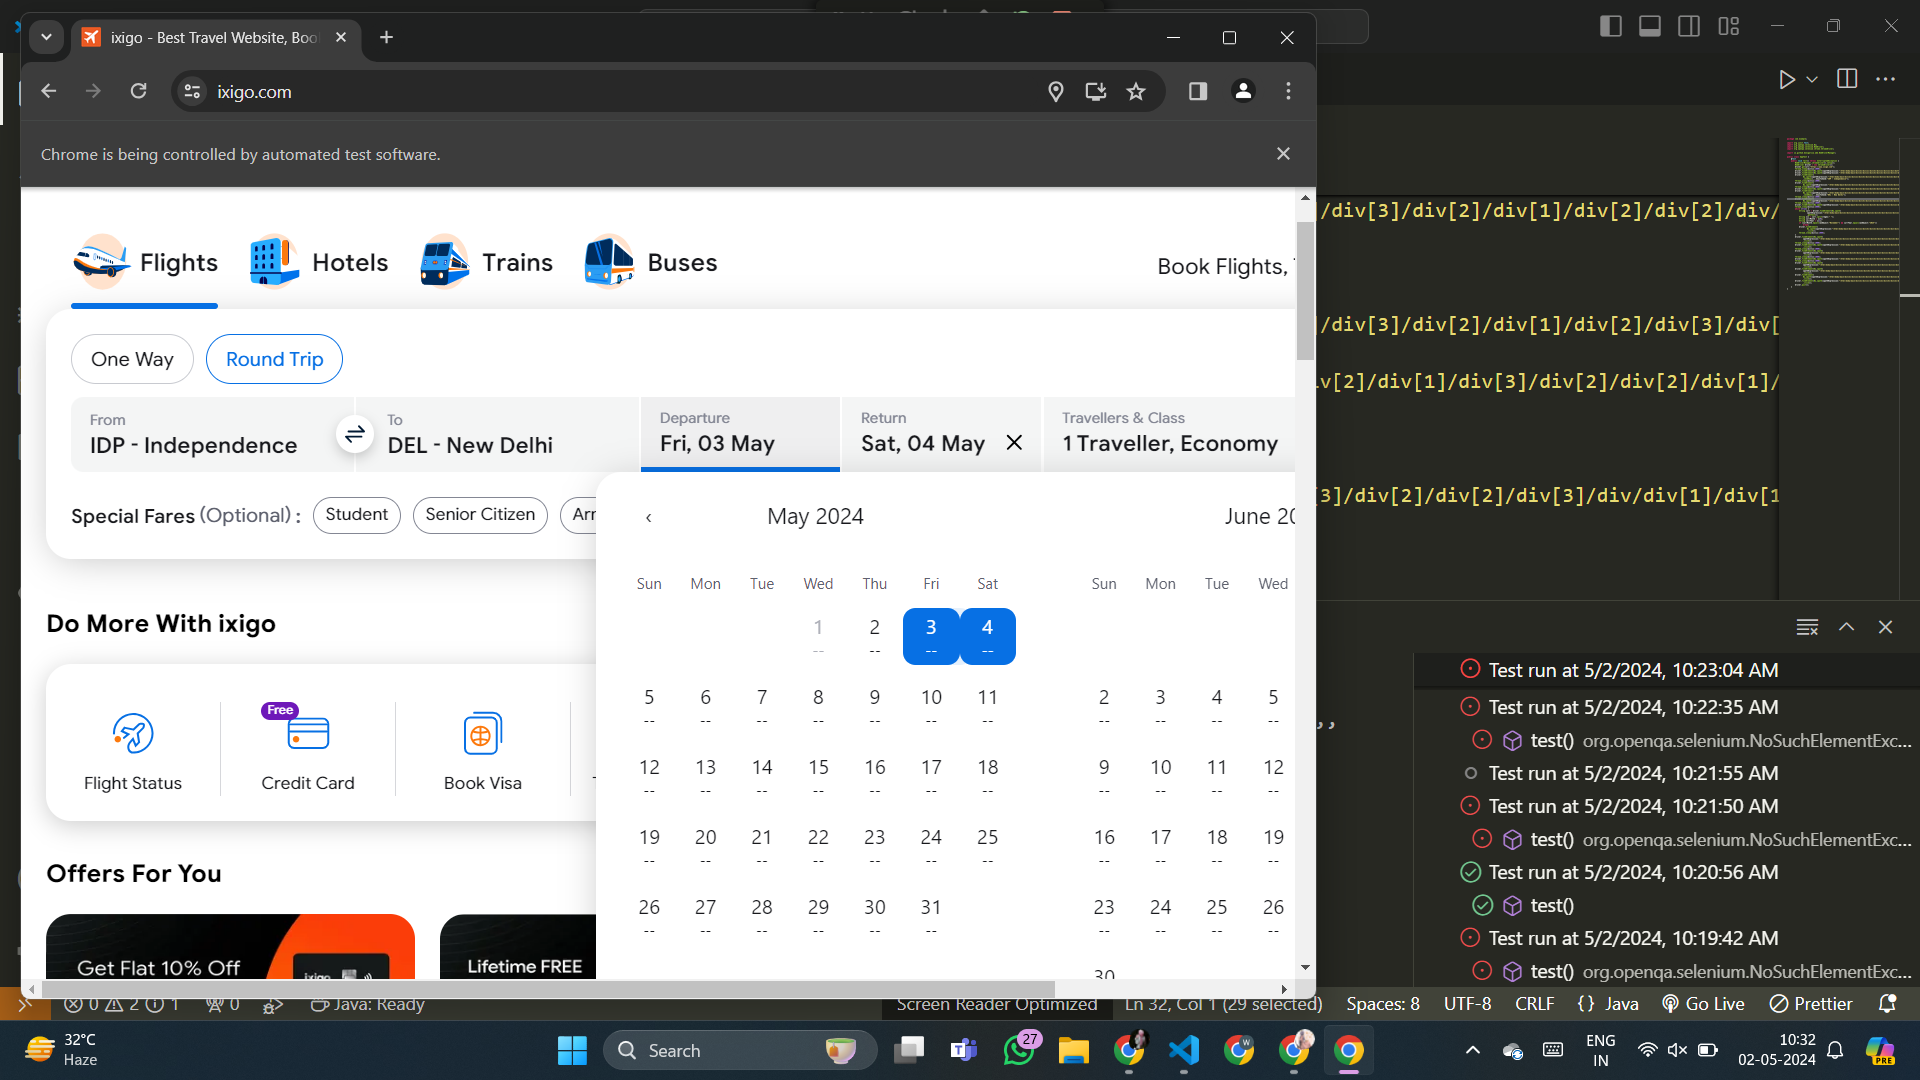 ixigo - Best Travel Website, Boo
ixigo.com
Chrome is being controlled by automated test software.
Flights
Hotels
Trains
Buses
Book Flights,
One Way
Round Trip
From
IDP - Independence
To
DEL - New Delhi
Departure
Fri, 03 May
Return
Sat, 04 May
Travellers & Class
1 Traveller, Economy
Special Fares (Optional) :
Student
Senior Citizen
Arr
May 2024
June 20
Sun Mon Tue Wed Thu Fri Sat
Sun Mon Tue Wed
1 2 3 4
-- -- -- --
5 6 7 8 9 10 11
2 3 4 5
-- -- -- -- -- -- --
-- -- -- --
12 13 14 15 16 17 18
9 10 11 12
-- -- -- -- -- -- --
-- -- -- --
19 20 21 22 23 24 25
16 17 18 19
-- -- -- -- -- -- --
-- -- -- --
26 27 28 29 30 31
23 24 25 26
-- -- -- -- -- --
-- -- -- --
30
Do More With ixigo
Flight Status
Free
Credit Card
Book Visa
Offers For You
Get Flat 10% Off
ixigo
Lifetime FREE
/div[3]/div[2]/div[1]/div[2]/div[2]/div/
/div[3]/div[2]/div[1]/div[2]/div[3]/div[
v[2]/div[1]/div[3]/div[2]/div[2]/div[1]/
[3]/div[2]/div[2]/div[3]/div/div[1]/div[1
,,
Test run at 5/2/2024, 10:23:04 AM
Test run at 5/2/2024, 10:22:35 AM
test() org.openqa.selenium.NoSuchElementExc...
Test run at 5/2/2024, 10:21:55 AM
Test run at 5/2/2024, 10:21:50 AM
test() org.openqa.selenium.NoSuchElementExc...
Test run at 5/2/2024, 10:20:56 AM
test()
Test run at 5/2/2024, 10:19:42 AM
test() org.openqa.selenium.NoSuchElementExc...
0 2 1 0 Java: Ready
Screen Reader Optimized Ln 32, Col 1 (29 selected) Spaces: 8 UTF-8 CRLF {} Java Go Live Prettier
32°C
Haze
Search
27
W
ENG
IN
10:32
02-05-2024
PRE